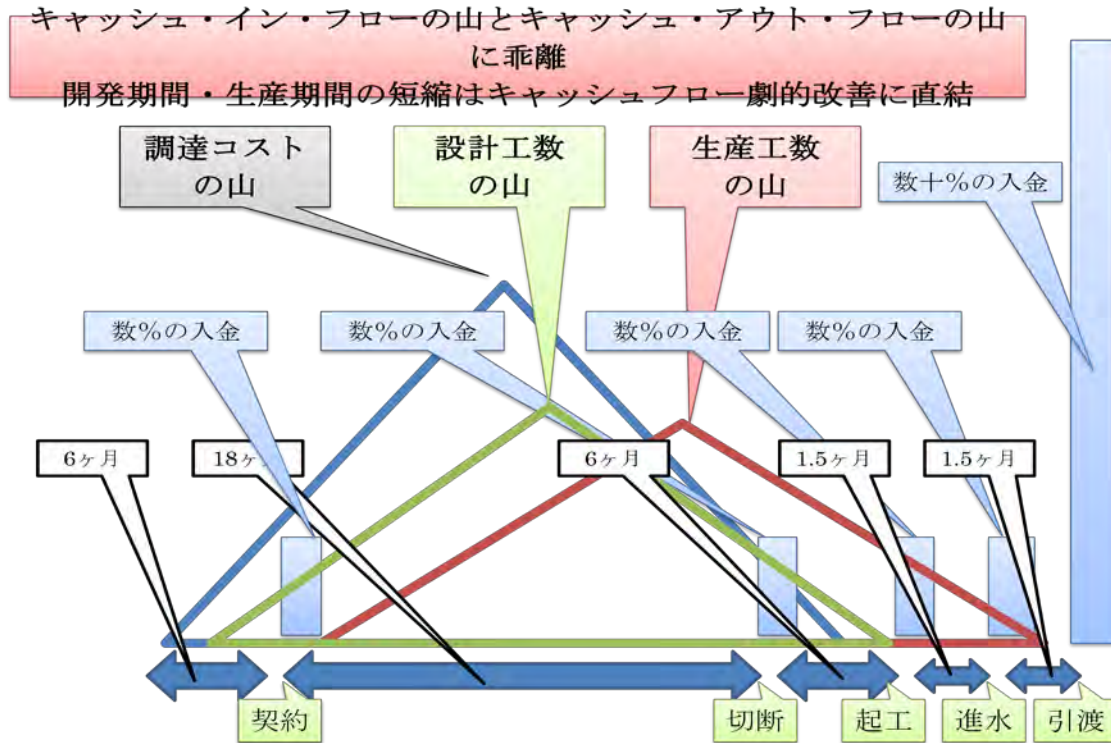 キャッシュ・イン・フローの山とキャッシュ・アウト・フローの山
に乖離
開発期間・生産期間の短縮はキャッシュフロー劇的改善に直結
調達コスト
の山
設計工数
の山
生産工数
の山
数十%の入金
数%の入金
数%の入金
数%の入金
数%の入金
6ヶ月
18ヶ月
6ヶ月
1.5ヶ月
1.5ヶ月
契約
切断
起工
進水
引渡